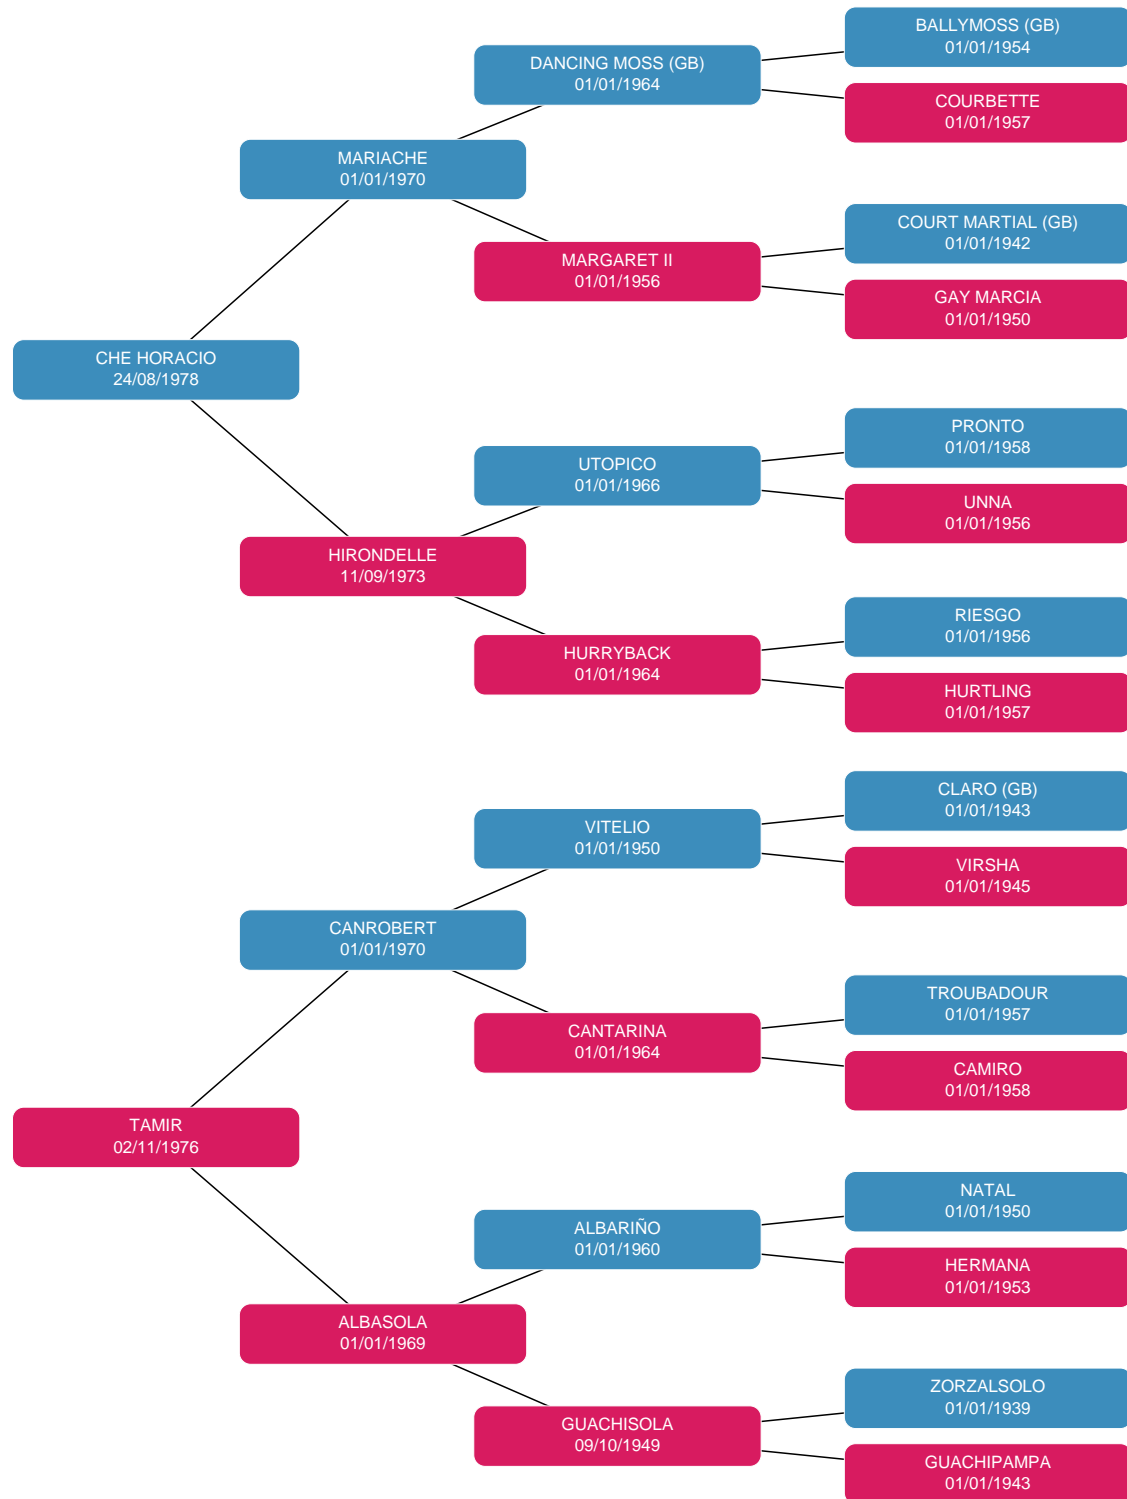 BALLYMOSS (GB)
01/01/1954
DANCING MOSS (GB)
01/01/1964
COURBETTE
01/01/1957
MARIACHE
01/01/1970
COURT MARTIAL (GB)
01/01/1942
MARGARET II
01/01/1956
GAY MARCIA
01/01/1950
CHE HORACIO
24/08/1978
PRONTO
01/01/1958
UTOPICO
01/01/1966
UNNA
01/01/1956
HIRONDELLE
11/09/1973
RIESGO
01/01/1956
HURRYBACK
01/01/1964
HURTLING
01/01/1957
CLARO (GB)
01/01/1943
VITELIO
01/01/1950
VIRSHA
01/01/1945
CANROBERT
01/01/1970
TROUBADOUR
01/01/1957
CANTARINA
01/01/1964
CAMIRO
01/01/1958
TAMIR
02/11/1976
NATAL
01/01/1950
ALBARIÑO
01/01/1960
HERMANA
01/01/1953
ALBASOLA
01/01/1969
ZORZALSOLO
01/01/1939
GUACHISOLA
09/10/1949
GUACHIPAMPA
01/01/1943